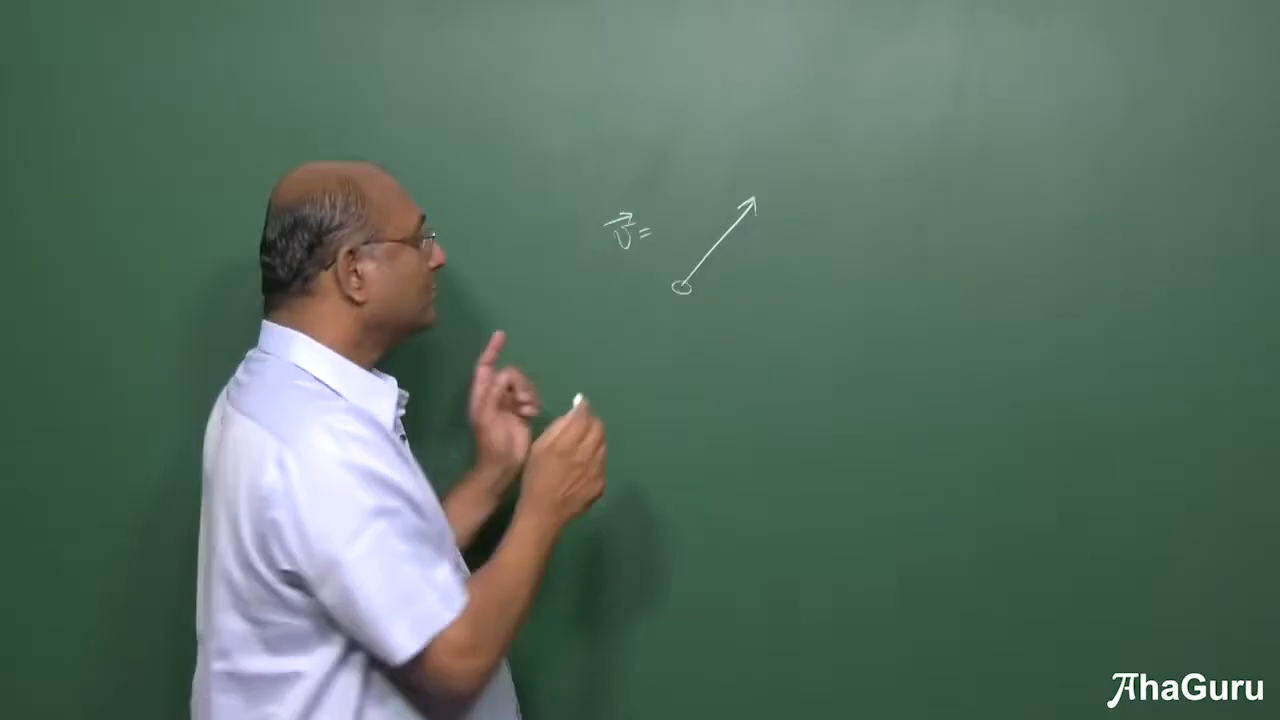 v⃗ =
AhaGuru